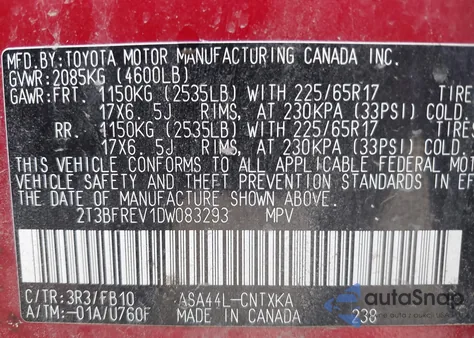 MFD.BY:TOYOTA MOTOR MANUFACTURING CANADA INC.
GVWR:2085KG (4600LB)
GAWR:FRT. 1150KG (2535LB) WITH 225/65R17 TIRES
17X6.5J RIMS, AT 230KPA (33PSI) COLD.
RR. 1150KG (2535LB) WITH 225/65R17 TIRES
17X6.5J RIMS, AT 230KPA (33PSI) COLD.
THIS VEHICLE CONFORMS TO ALL APPLICABLE FEDERAL MOTO
VEHICLE SAFETY AND THEFT PREVENTION STANDARDS IN EF
THE DATE OF MANUFACTURE SHOWN ABOVE.
2T3BFREV1DW083293 MPV
C/TR:3R3/FB10 ASA44L-CNTXKA
A/TM:-01A/U760F MADE IN CANADA 238
autoSnap